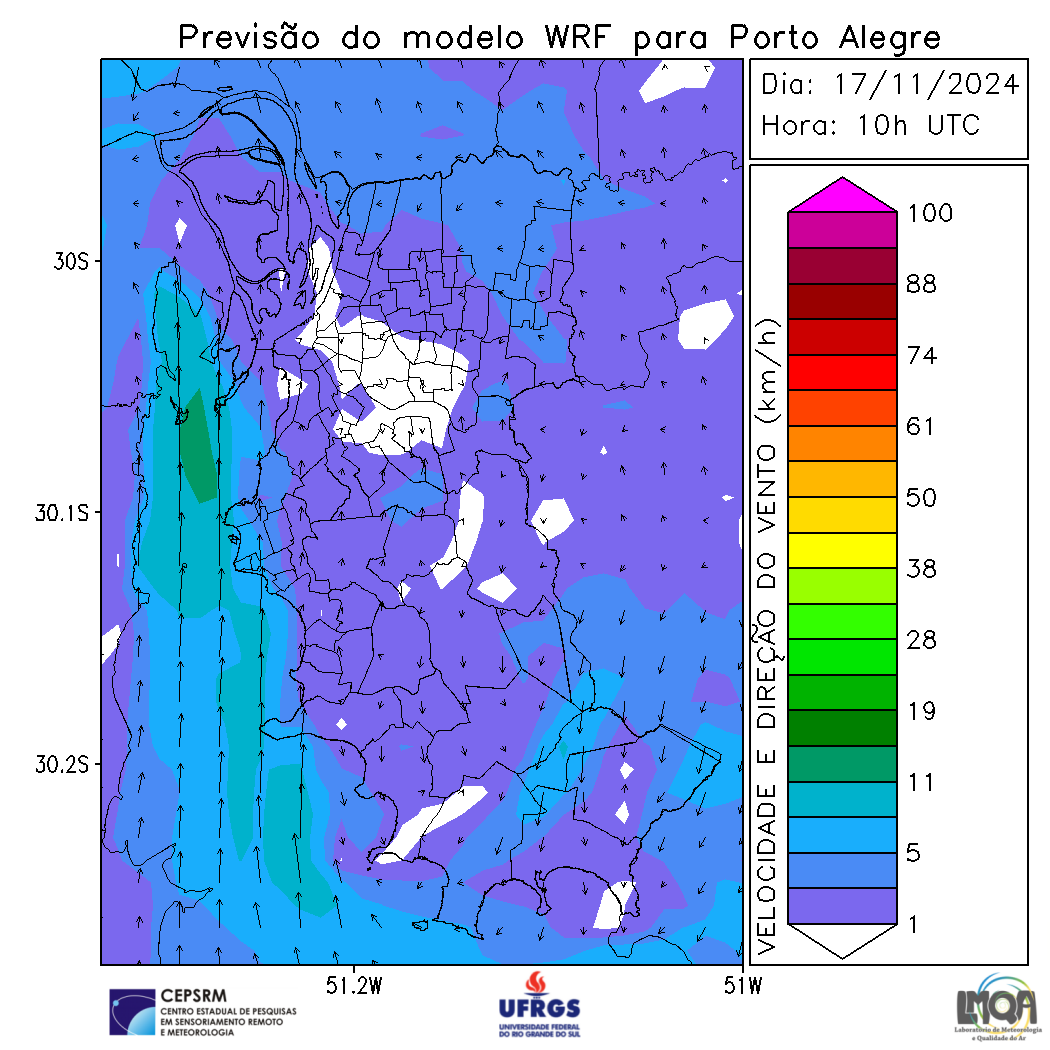 Previsão do modelo WRF para Porto Alegre
Dia: 17/11/2024
Hora: 10h UTC
30S
30.1S
30.2S
51.2W
51W
VELOCIDADE E DIREÇÃO DO VENTO (km/h)
100
88
74
61
50
38
28
19
11
5
1
CEPSRM
CENTRO ESTADUAL DE PESQUISAS
EM SENSORIAMENTO REMOTO
E METEOROLOGIA
UFRGS
UNIVERSIDADE FEDERAL
DO RIO GRANDE DO SUL
LMQA
Laboratório de Meteorologia
e Qualidade do Ar